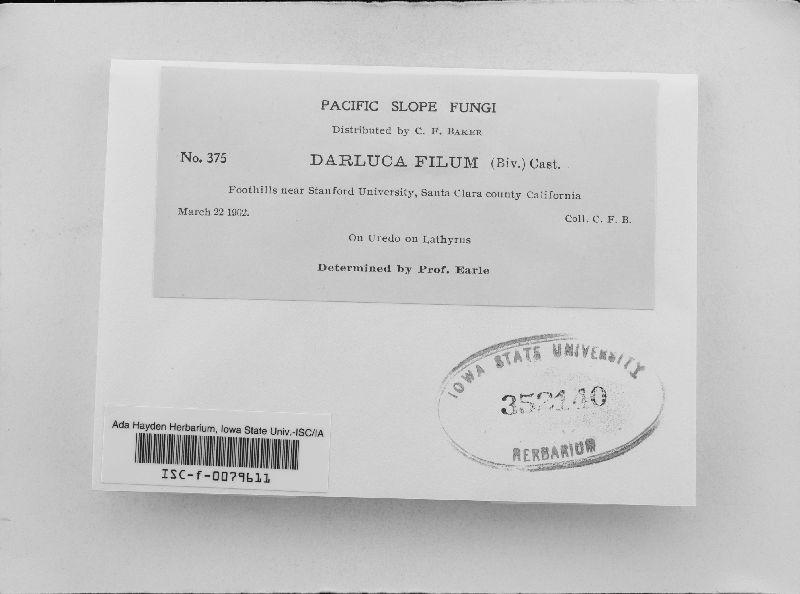 PACIFIC SLOPE FUNGI
Distributed by C. F. BAKER
No. 375 DARLUCA FILUM (Biv.) Cast.
Foothills near Stanford University, Santa Clara county California
March 22 1902. Coll. C. F. B.
On Uredo on Lathyrus
Determined by Prof. Earle
IOWA STATE UNIVERSITY
352140
HERBARIUM
Ada Hayden Herbarium, Iowa State Univ.-ISC/IA
ISC-f-0079611